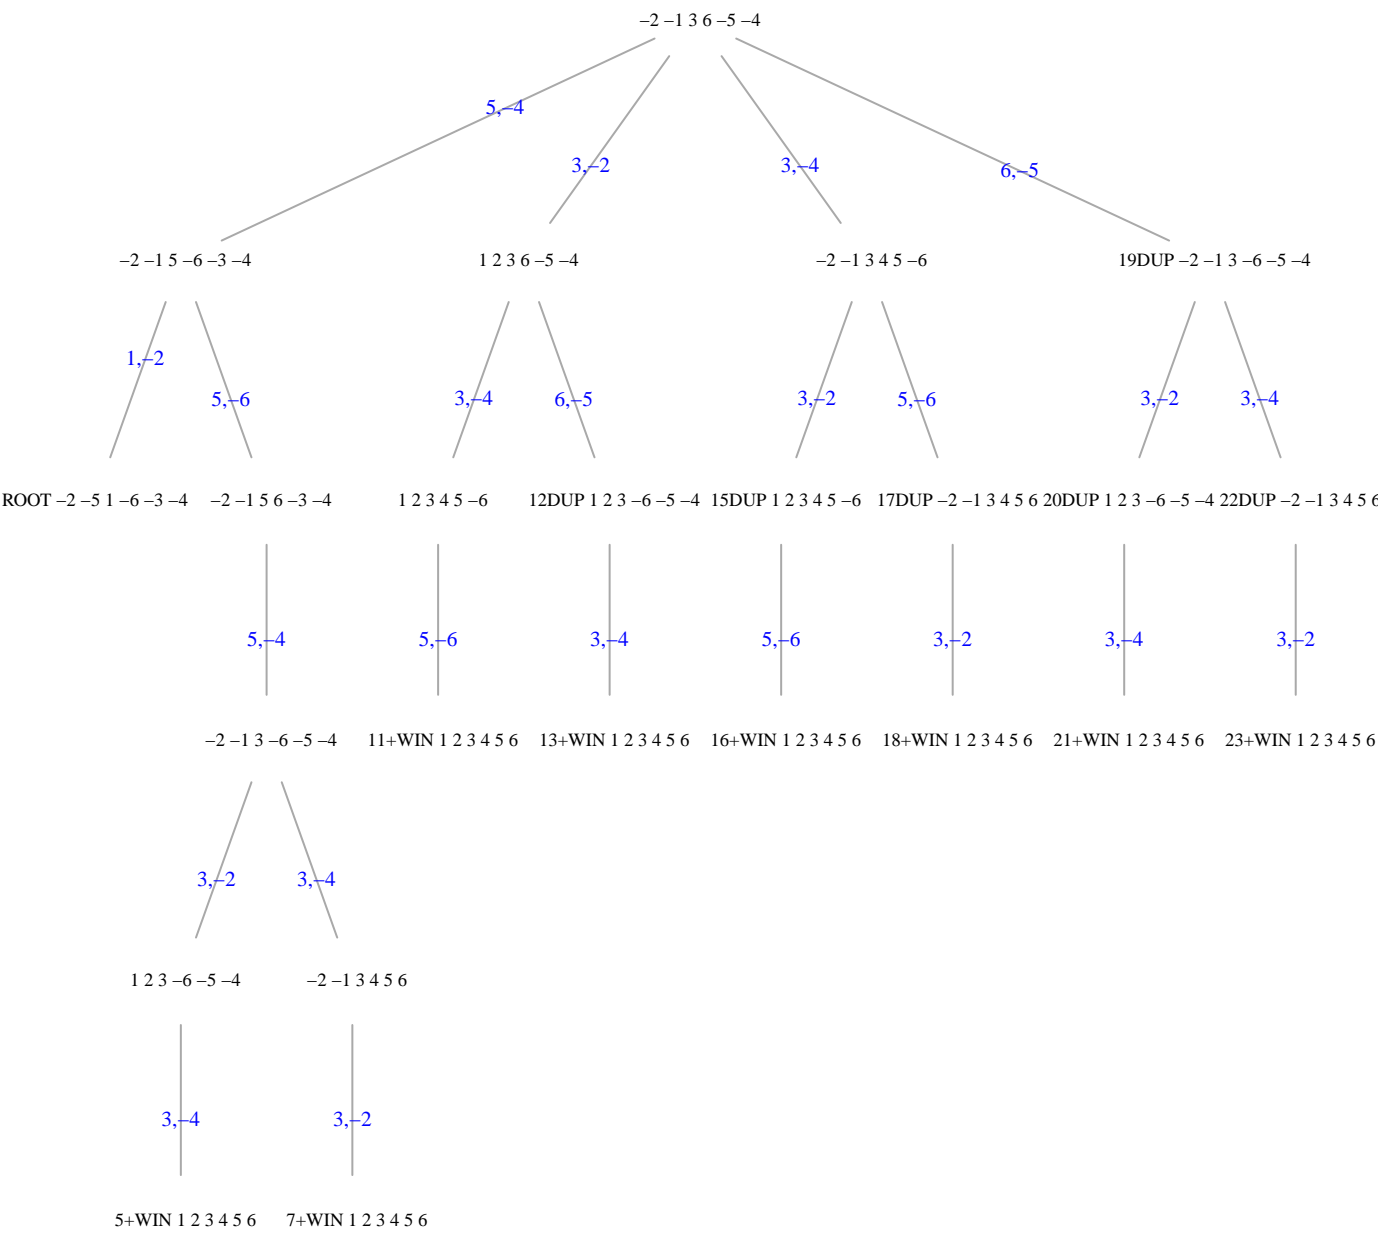 –2 –1 3 6 –5 –4
5,–4
3,–2
3,–4
6,–5
–2 –1 5 –6 –3 –4
1 2 3 6 –5 –4
–2 –1 3 4 5 –6
19DUP –2 –1 3 –6 –5 –4
1,–2
5,–6
3,–4
6,–5
3,–2
5,–6
3,–2
3,–4
ROOT –2 –5 1 –6 –3 –4
–2 –1 5 6 –3 –4
1 2 3 4 5 –6
12DUP 1 2 3 –6 –5 –4
15DUP 1 2 3 4 5 –6
17DUP –2 –1 3 4 5 6
20DUP 1 2 3 –6 –5 –4
22DUP –2 –1 3 4 5 6
5,–4
5,–6
3,–4
5,–6
3,–2
3,–4
3,–2
–2 –1 3 –6 –5 –4
11+WIN 1 2 3 4 5 6
13+WIN 1 2 3 4 5 6
16+WIN 1 2 3 4 5 6
18+WIN 1 2 3 4 5 6
21+WIN 1 2 3 4 5 6
23+WIN 1 2 3 4 5 6
3,–2
3,–4
1 2 3 –6 –5 –4
–2 –1 3 4 5 6
3,–4
3,–2
5+WIN 1 2 3 4 5 6
7+WIN 1 2 3 4 5 6